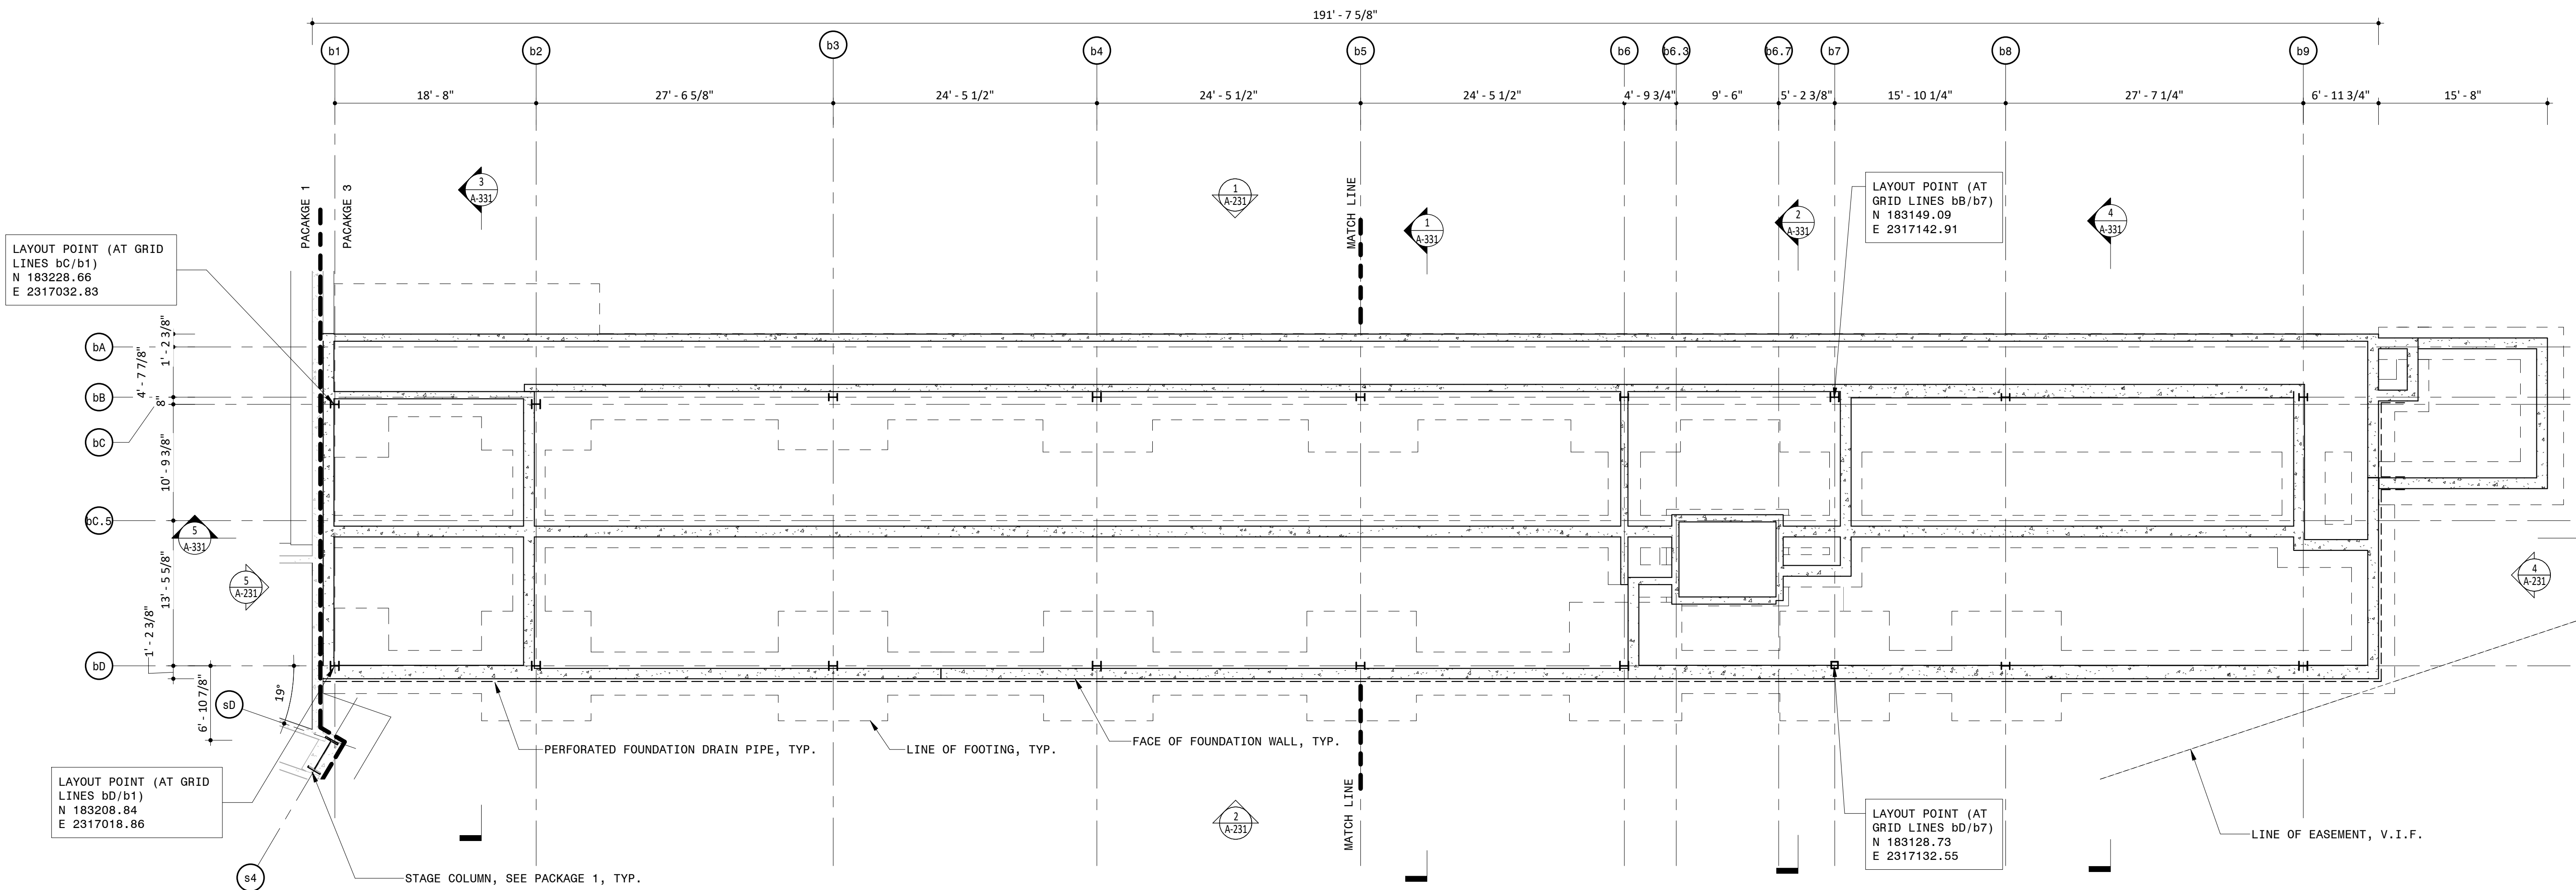 191' - 7 5/8"
b1
b2
b3
b4
b5
b6
b6.3
b6.7
b7
b8
b9
18' - 8"
27' - 6 5/8"
24' - 5 1/2"
24' - 5 1/2"
24' - 5 1/2"
4' - 9 3/4"
9' - 6"
5' - 2 3/8"
15' - 10 1/4"
27' - 7 1/4"
6' - 11 3/4"
15' - 8"
PACAKGE 1
PACAKGE 3
3
A-331
1
A-231
MATCH LINE
1
A-331
2
A-331
LAYOUT POINT (AT
GRID LINES bB/b7)
N 183149.09
E 2317142.91
4
A-331
LAYOUT POINT (AT GRID
LINES bC/b1)
N 183228.66
E 2317032.83
bA
bB
bC
bC.5
bD
1' - 2 3/8"
4' - 7 7/8"
8"
10' - 9 3/8"
13' - 5 5/8"
1' - 2 3/8"
6' - 10 7/8"
19°
5
A-331
5
A-231
4
A-231
sD
s4
PERFORATED FOUNDATION DRAIN PIPE, TYP.
LINE OF FOOTING, TYP.
FACE OF FOUNDATION WALL, TYP.
LAYOUT POINT (AT GRID
LINES bD/b1)
N 183208.84
E 2317018.86
2
A-231
MATCH LINE
LAYOUT POINT (AT
GRID LINES bD/b7)
N 183128.73
E 2317132.55
LINE OF EASEMENT, V.I.F.
STAGE COLUMN, SEE PACKAGE 1, TYP.